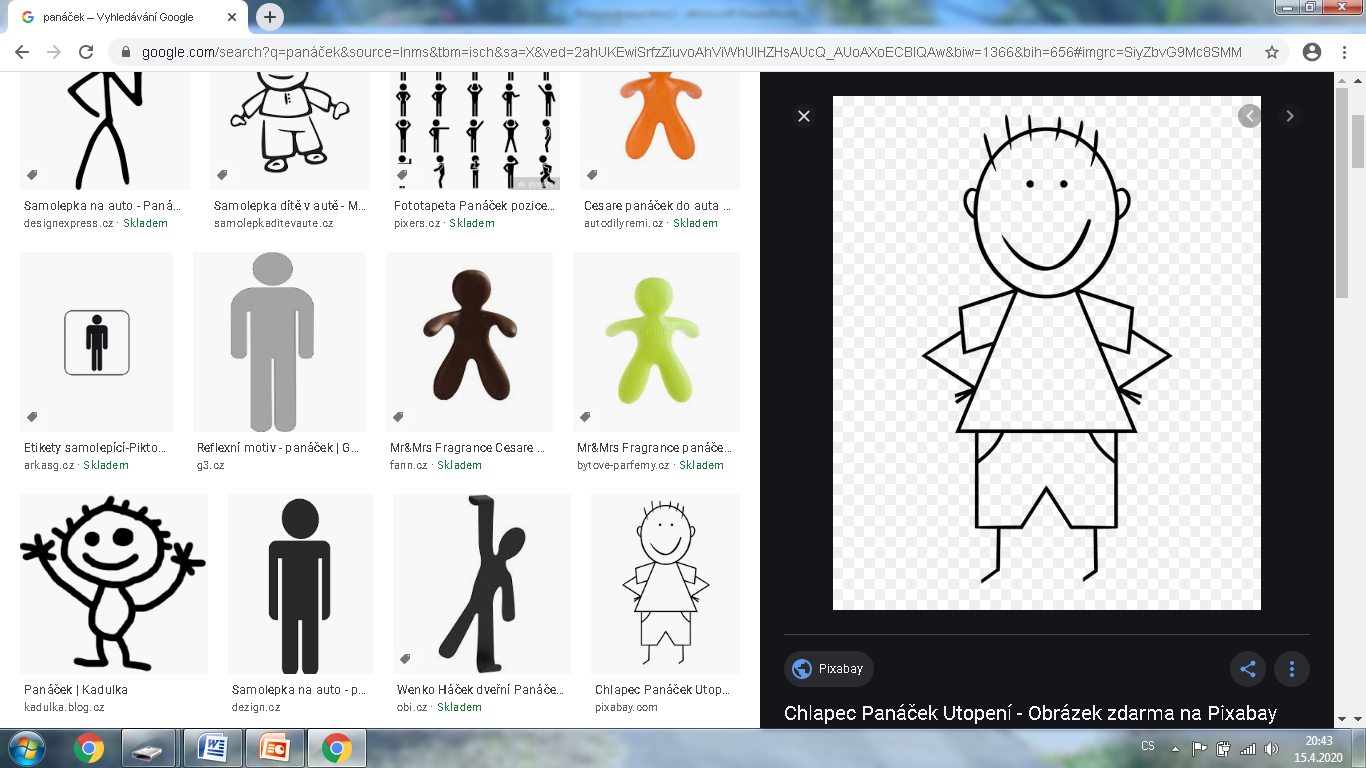 panáček – Vyhledávání Google
google.com/search?q=panáček&source=lnms&tbm=isch&sa=X&ved=2ahUKEwiSrfzZiuvoAhViWhUIHZHsAUcQ_AUoAXoECBIQAw&biw=1366&bih=656#imgrc=SiyZbvG9Mc8SMM
Samolepka na auto - Paná...
designexpress.cz · Skladem
Samolepka dítě v autě - M...
samolepkaditevaute.cz
Fototapeta Panáček pozice...
pixers.cz · Skladem
Cesare panáček do auta ...
autodilyremi.cz · Skladem
Etikety samolepící-Pikto...
arkasg.cz · Skladem
Reflexní motiv - panáček | G...
g3.cz
Mr&Mrs Fragrance Cesare ...
fann.cz · Skladem
Mr&Mrs Fragrance panáče...
bytove-parfemy.cz · Skladem
Panáček | Kadulka
kadulka.blog.cz
Samolepka na auto - p...
dezign.cz
Wenko Háček dveřní Panáče...
obi.cz · Skladem
Chlapec Panáček Utop...
pixabay.com
Pixabay
Chlapec Panáček Utopení - Obrázek zdarma na Pixabay
CS
20:43
15.4.2020